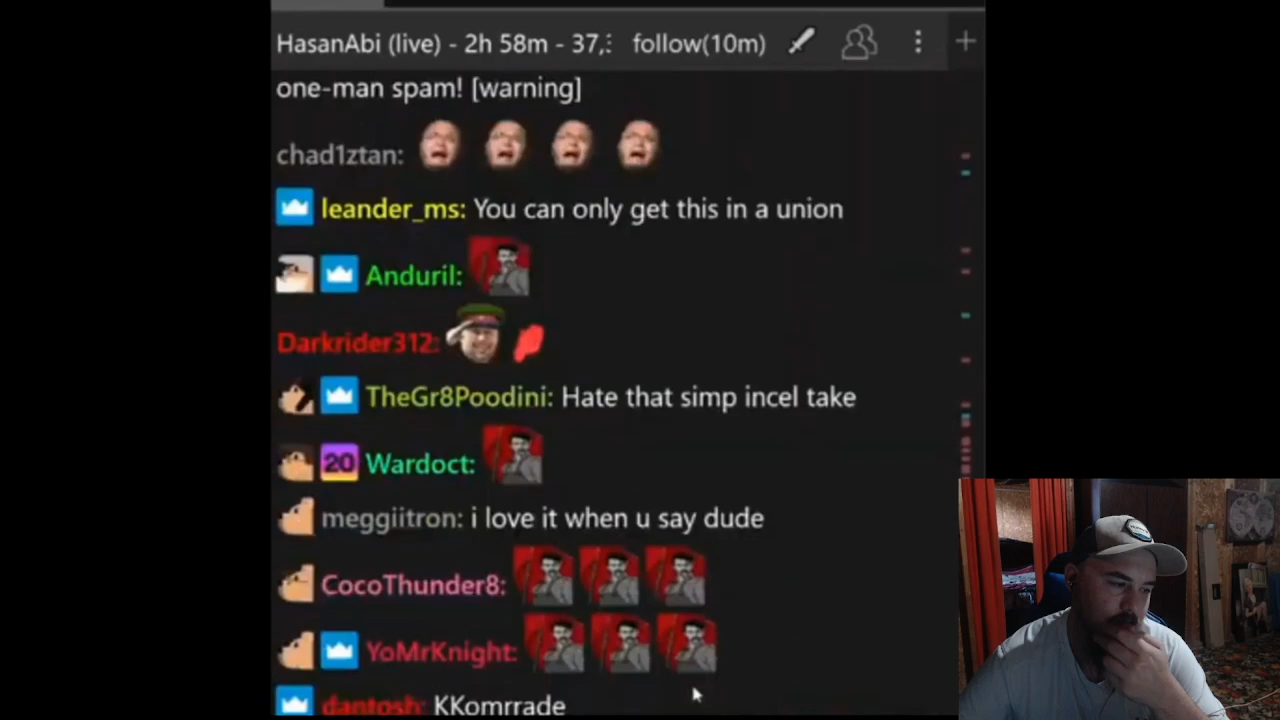 HasanAbi (live) - 2h 58m - 37,: follow(10m)
one-man spam! [warning]
chad1ztan:
leander_ms: You can only get this in a union
Anduril:
Darkrider312:
TheGr8Poodini: Hate that simp incel take
20 Wardoct:
meggiitron: i love it when u say dude
CocoThunder8:
YoMrKnight:
dantosh: KKomrrade